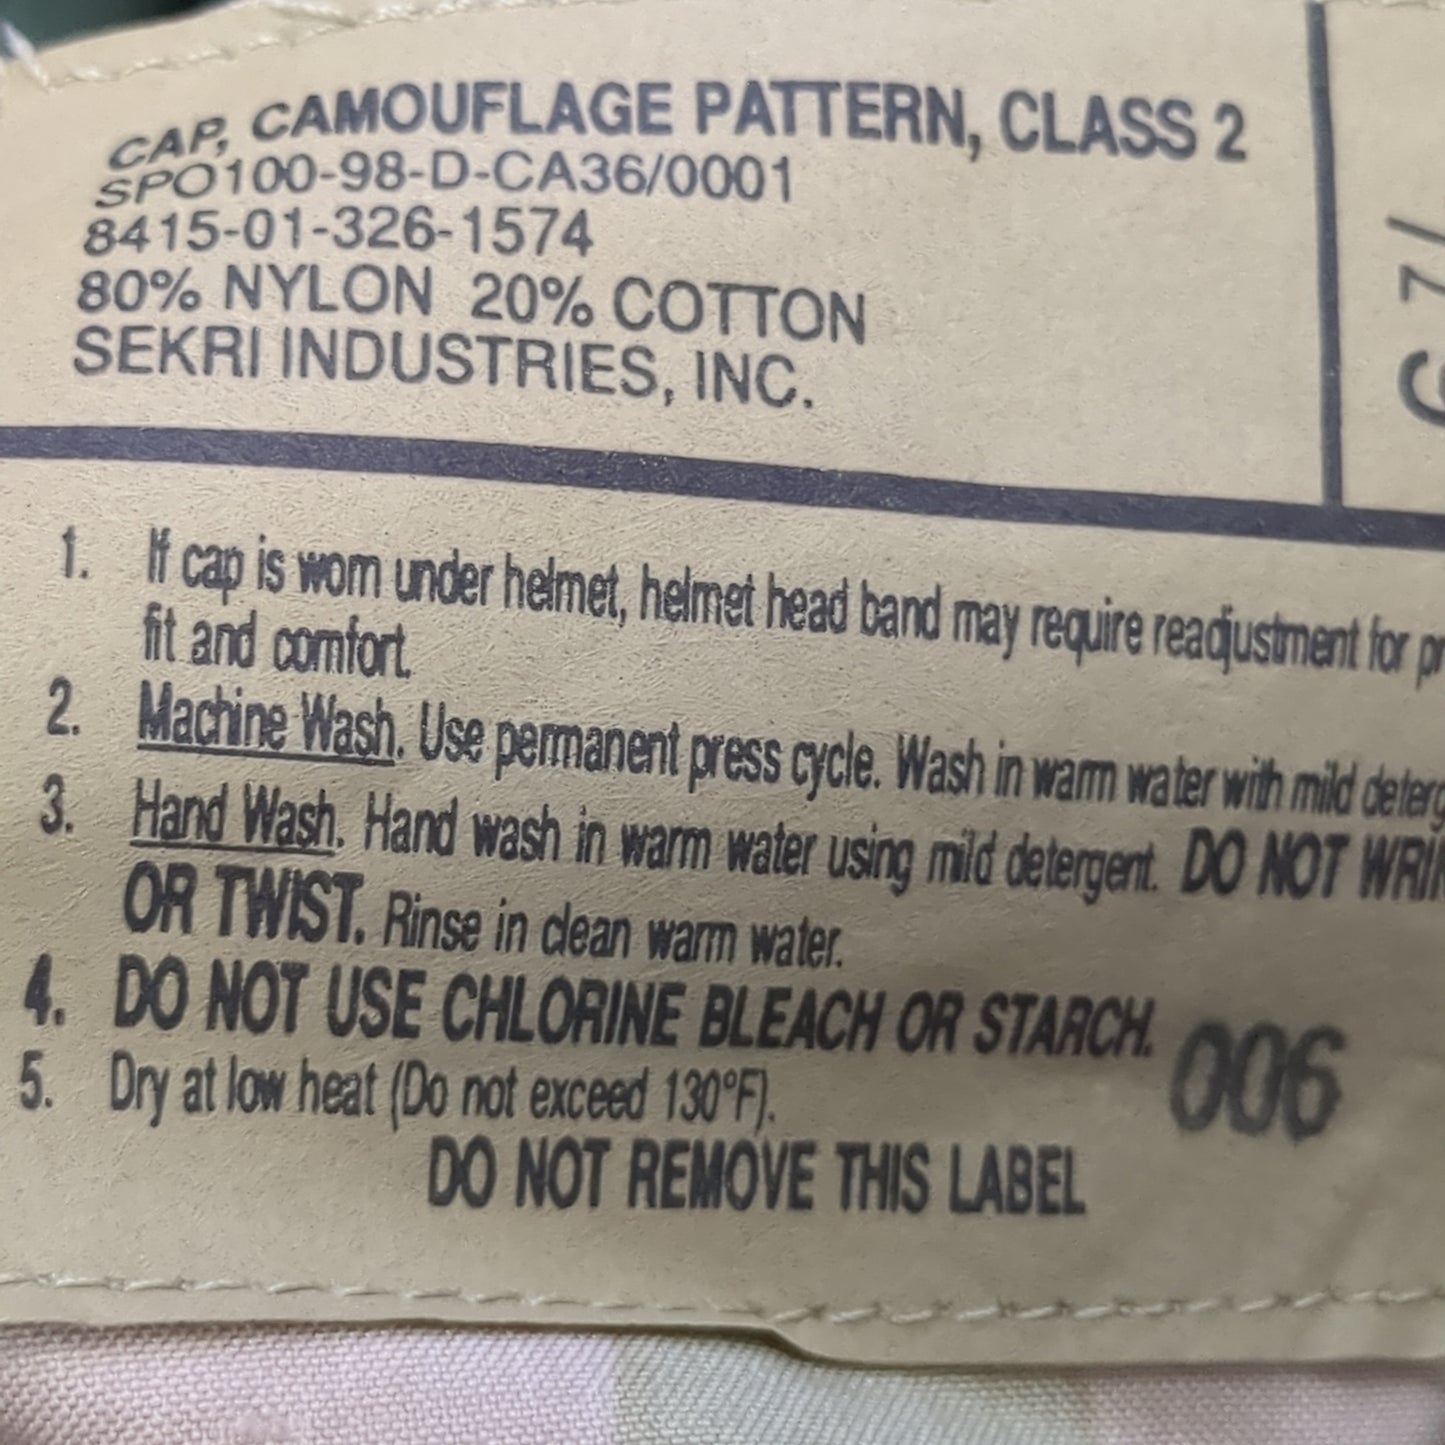 CAP, CAMOUFLAGE PATTERN, CLASS 2
SPO100-98-D-CA36/0001
8415-01-326-1574
80% NYLON 20% COTTON
SEKRI INDUSTRIES, INC.
1. If cap is worn under helmet, helmet head band may require readjustment for
fit and comfort.
2. Machine Wash. Use permanent press cycle. Wash in warm water with mild
3. Hand Wash. Hand wash in warm water using mild detergent. DO NOT
OR TWIST. Rinse in clean warm water.
4. DO NOT USE CHLORINE BLEACH OR STARCH.
006
5. Dry at low heat (Do not exceed 130°F).
DO NOT REMOVE THIS LABEL